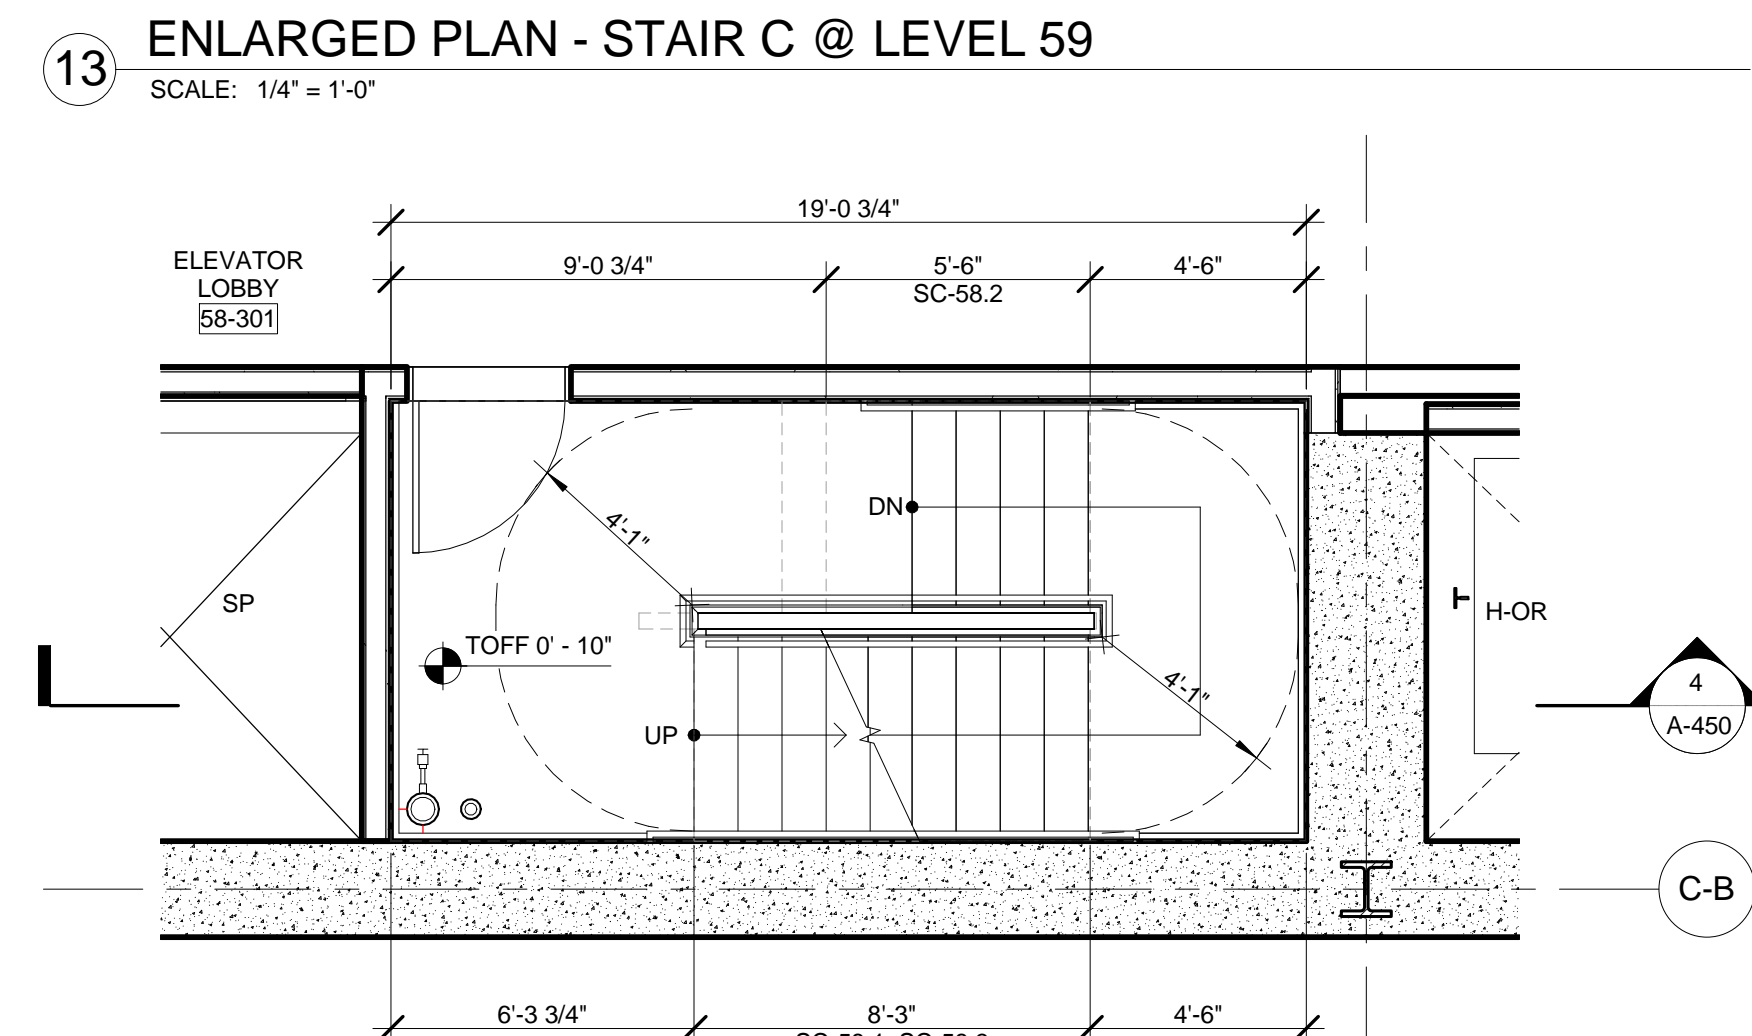 13
ENLARGED PLAN - STAIR C @ LEVEL 59
SCALE: 1/4" = 1'-0"
19'-0 3/4"
9'-0 3/4"
5'-6"
4'-6"
SC-58.2
ELEVATOR
LOBBY
58-301
DN
4'-1"
SP
H-OR
TOFF 0' - 10"
4'-1"
4
A-450
UP
C-B
6'-3 3/4"
8'-3"
4'-6"